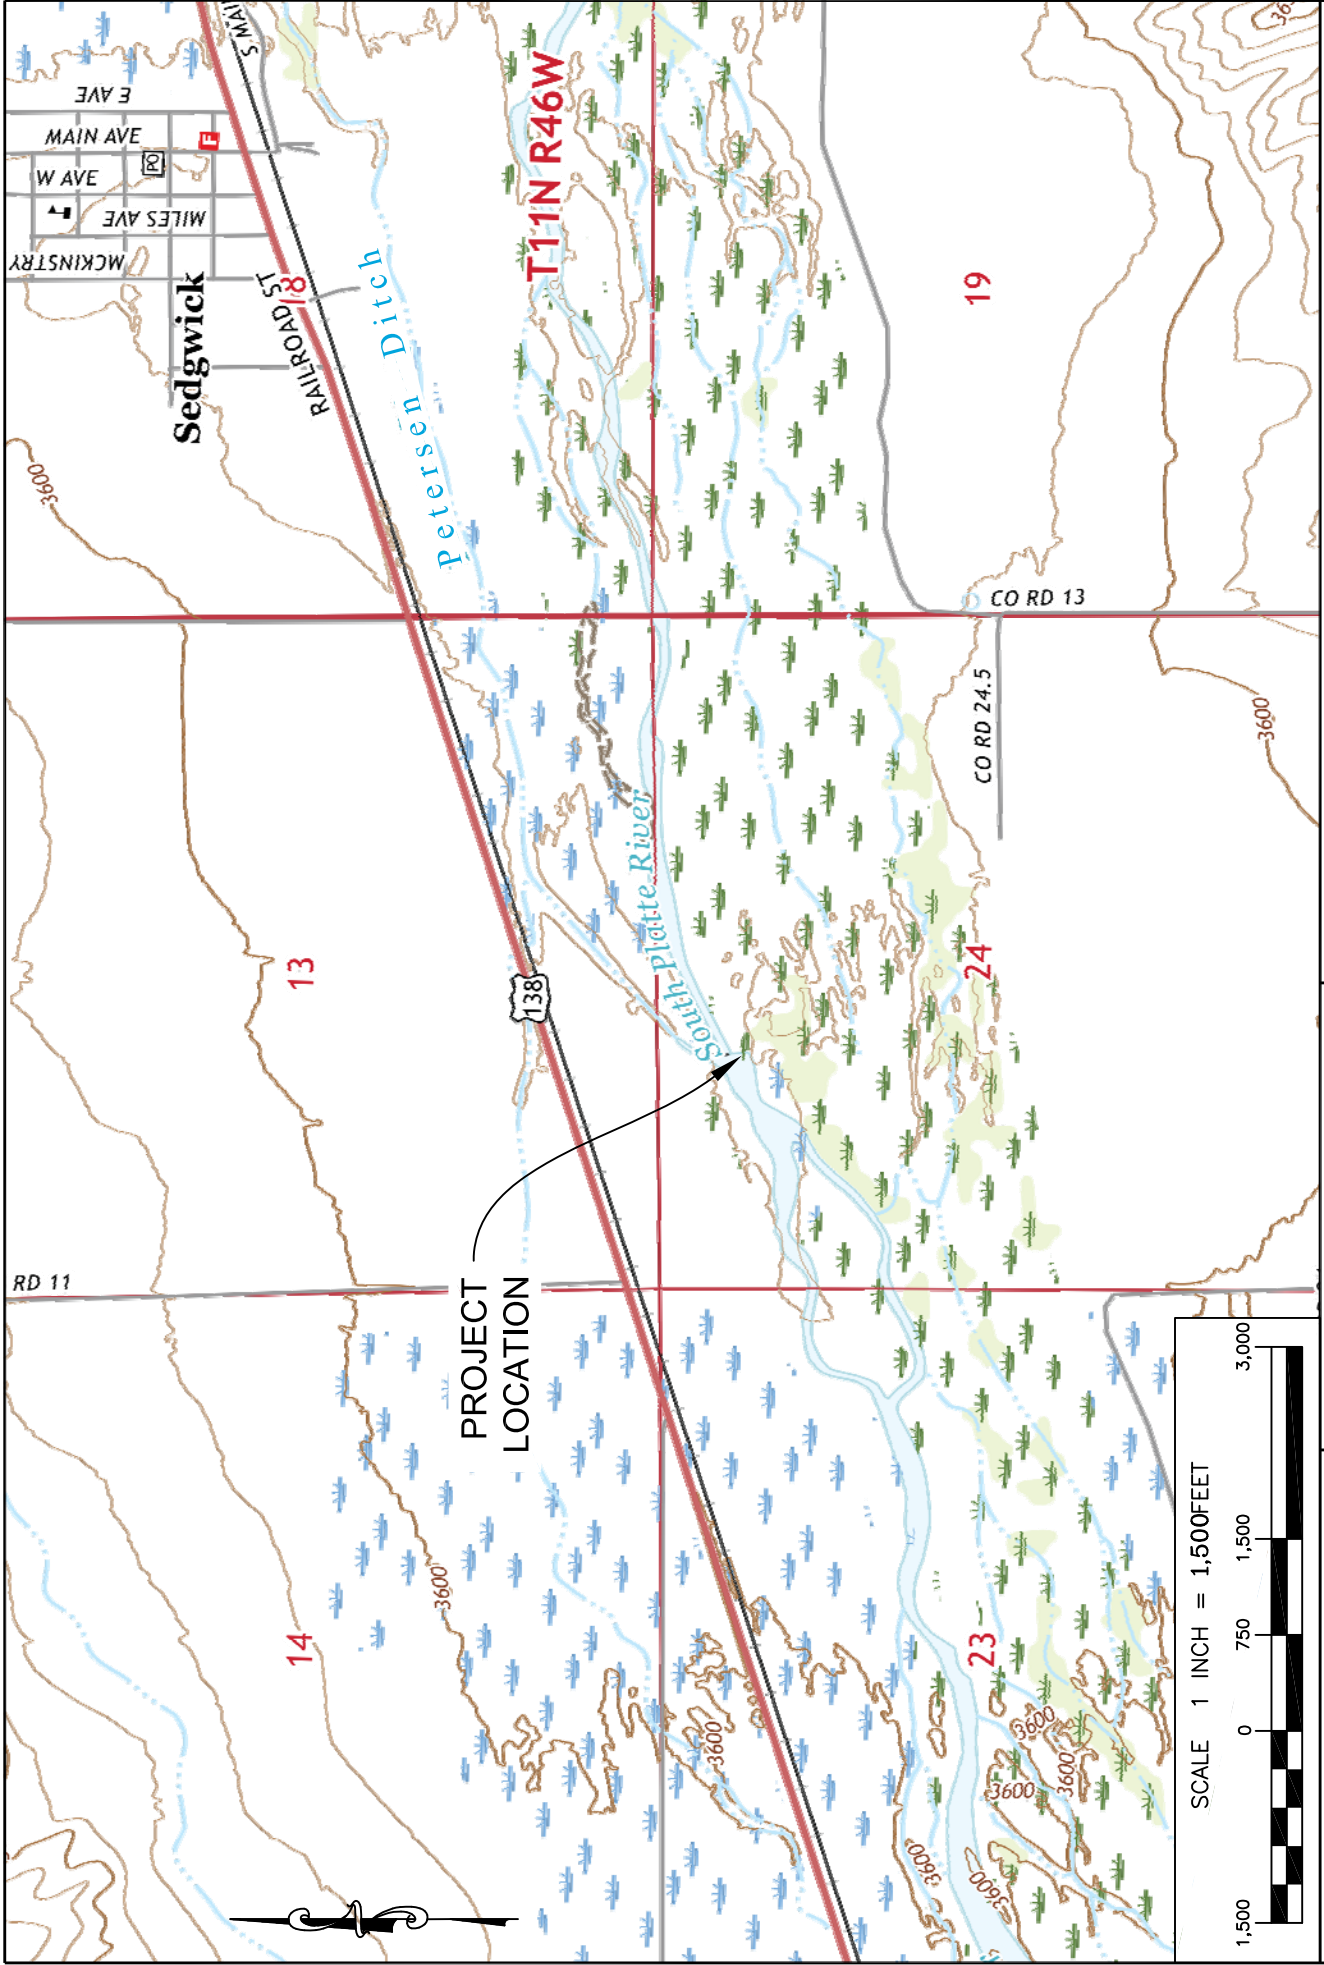 RD 11
14
13
3600
3600
Sedgwick
MCKINSTRY
MILES AVE
W AVE
MAIN AVE
E AVE
PO
F
S MAI
RAILROAD ST
18
Petersen Ditch
138
PROJECT
LOCATION
South Platte River
T11N R46W
3600
3600
3600
3600
3600
3600
23
24
19
CO RD 13
CO RD 24.5
3600
SCALE 1 INCH = 1,500FEET
1,500 0 750 1,500 3,000